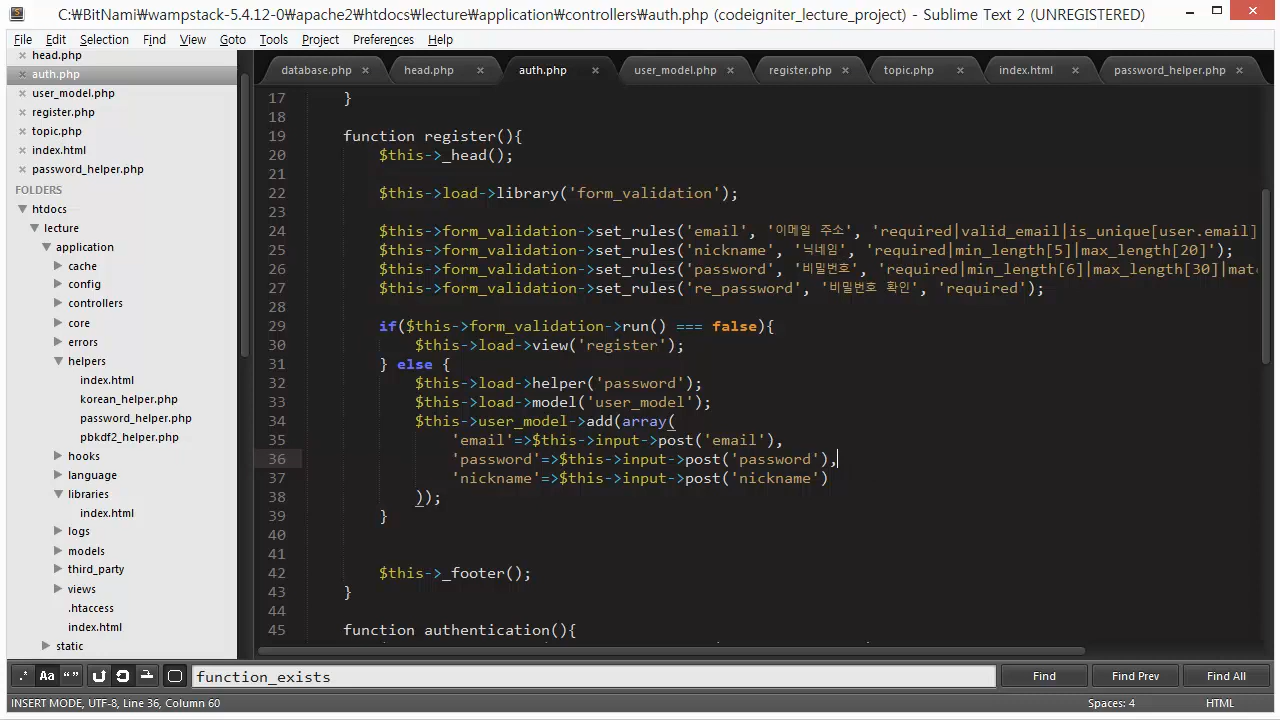 C:₩BitNami₩wampstack-5.4.12-0₩apache2₩htdocs₩lecture₩application₩controllers₩auth.php (codeigniter_lecture_project) - Sublime Text 2 (UNREGISTERED)
File Edit Selection Find View Goto Tools Project Preferences Help
database.php head.php auth.php user_model.php register.php topic.php index.html password_helper.php
head.php
auth.php
user_model.php
register.php
topic.php
index.html
password_helper.php
FOLDERS
htdocs
lecture
application
cache
config
controllers
core
errors
helpers
index.html
korean_helper.php
password_helper.php
pbkdf2_helper.php
hooks
language
libraries
index.html
logs
models
third_party
views
.htaccess
index.html
static
17 }
18
19 function register(){
20 $this->_head();
21
22 $this->load->library('form_validation');
23
24 $this->form_validation->set_rules('email', '이메일 주소', 'required|valid_email|is_unique[user.email]
25 $this->form_validation->set_rules('nickname', '닉네임', 'required|min_length[5]|max_length[20]');
26 $this->form_validation->set_rules('password', '비밀번호', 'required|min_length[6]|max_length[30]|mat
27 $this->form_validation->set_rules('re_password', '비밀번호 확인', 'required');
28
29 if($this->form_validation->run() === false){
30 $this->load->view('register');
31 } else {
32 $this->load->helper('password');
33 $this->load->model('user_model');
34 $this->user_model->add(array(
35 'email'=>$this->input->post('email'),
36 'password'=>$this->input->post('password'),
37 'nickname'=>$this->input->post('nickname')
38 ));
39 }
40
41
42 $this->_footer();
43 }
44
45 function authentication(){
.* Aa “” function_exists Find Find Prev Find All
INSERT MODE, UTF-8, Line 36, Column 60 Spaces: 4 HTML